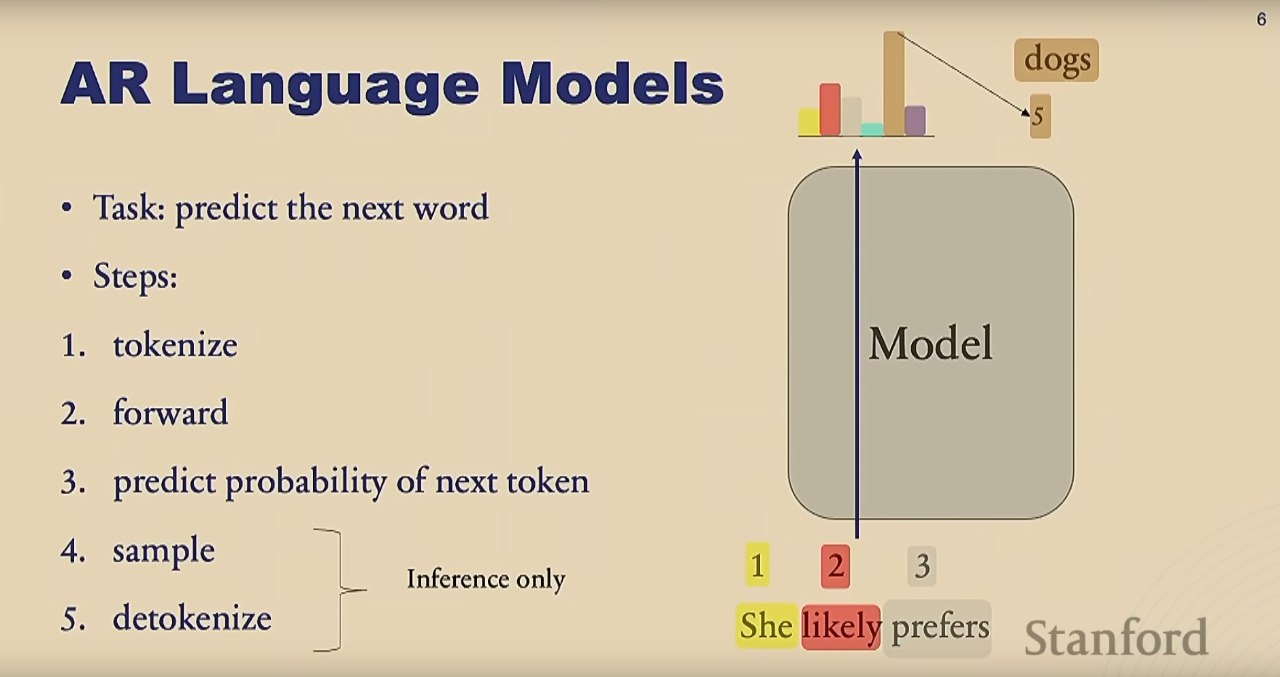 6
AR Language Models
• Task: predict the next word
• Steps:
1. tokenize
2. forward
3. predict probability of next token
4. sample
5. detokenize
Inference only
dogs
5
Model
1 2 3
She likely prefers
Stanford